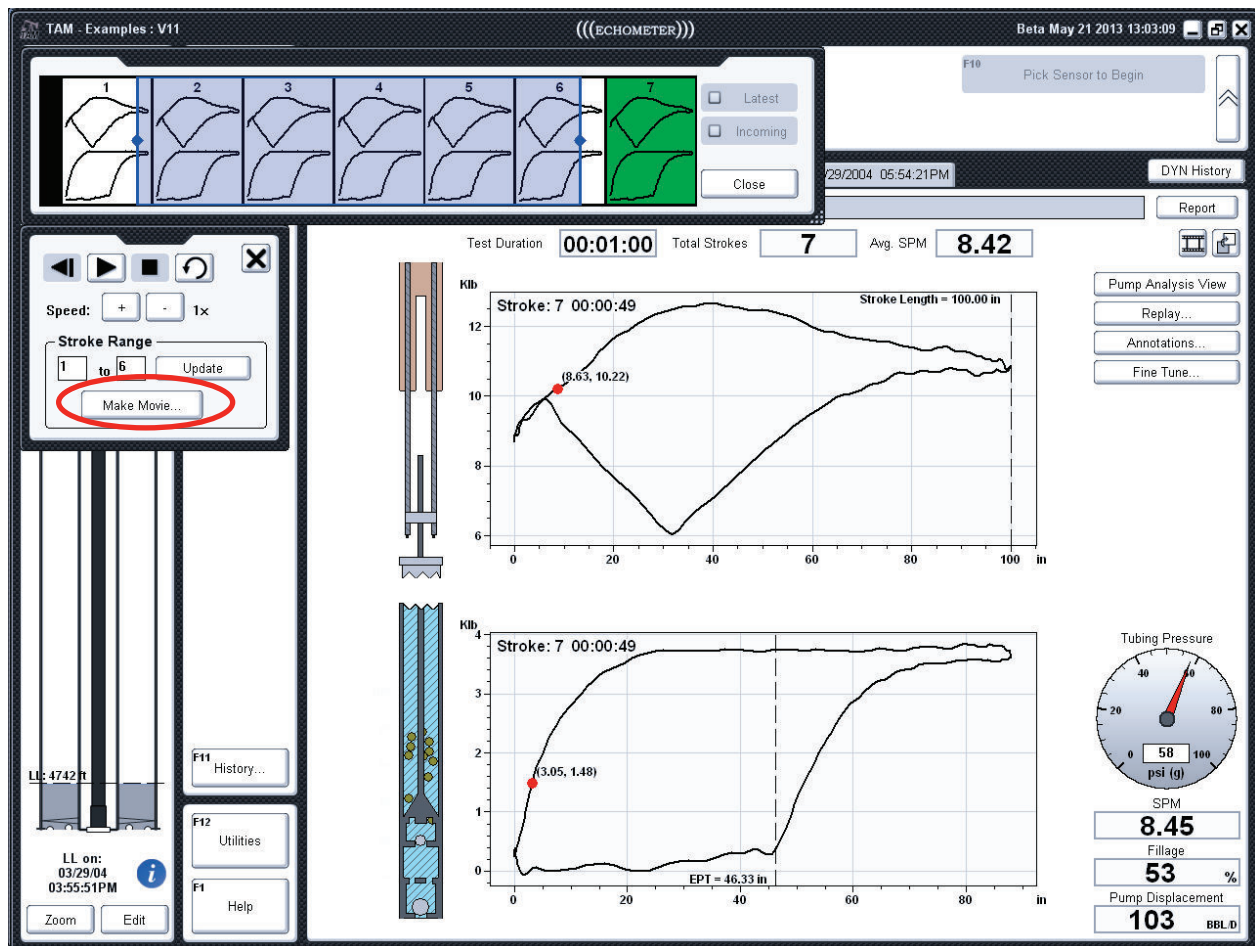 TAM - Examples : V11
(((ECHOMETER)))
Beta May 21 2013 13:03:09
1 2 3 4 5 6 7
Latest
Incoming
Close
F10
Pick Sensor to Begin
/29/2004 05:54:21PM
DYN History
Report
Test Duration 00:01:00 Total Strokes 7 Avg. SPM 8.42
Speed: + - 1x
Stroke Range
1 to 6 Update
Make Movie...
Klb
Stroke: 7 00:00:49
Stroke Length = 100.00 in
(8.63, 10.22)
12
10
8
6
0 20 40 60 80 100 in
Pump Analysis View
Replay...
Annotations...
Fine Tune...
Klb
Stroke: 7 00:00:49
(3.05, 1.48)
4
3
2
1
0
EPT = 46.33 in
0 20 40 60 80 in
LL: 4742 ft
LL on:
03/29/04
03:55:51PM
i
Zoom
Edit
F11
History...
F12
Utilities
F1
Help
Tubing Pressure
0 20 40 60 80 100
58
psi (g)
SPM
8.45
Fillage
53 %
Pump Displacement
103 BBL/D